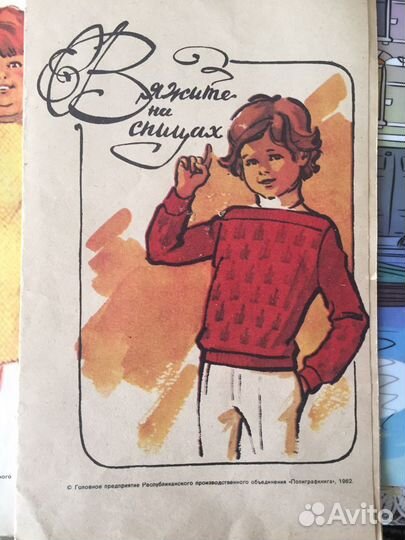 Вяжите
на
спицах
© Головное предприятие Республиканского производственного объединения «Полиграфкнига», 1982.
Avito